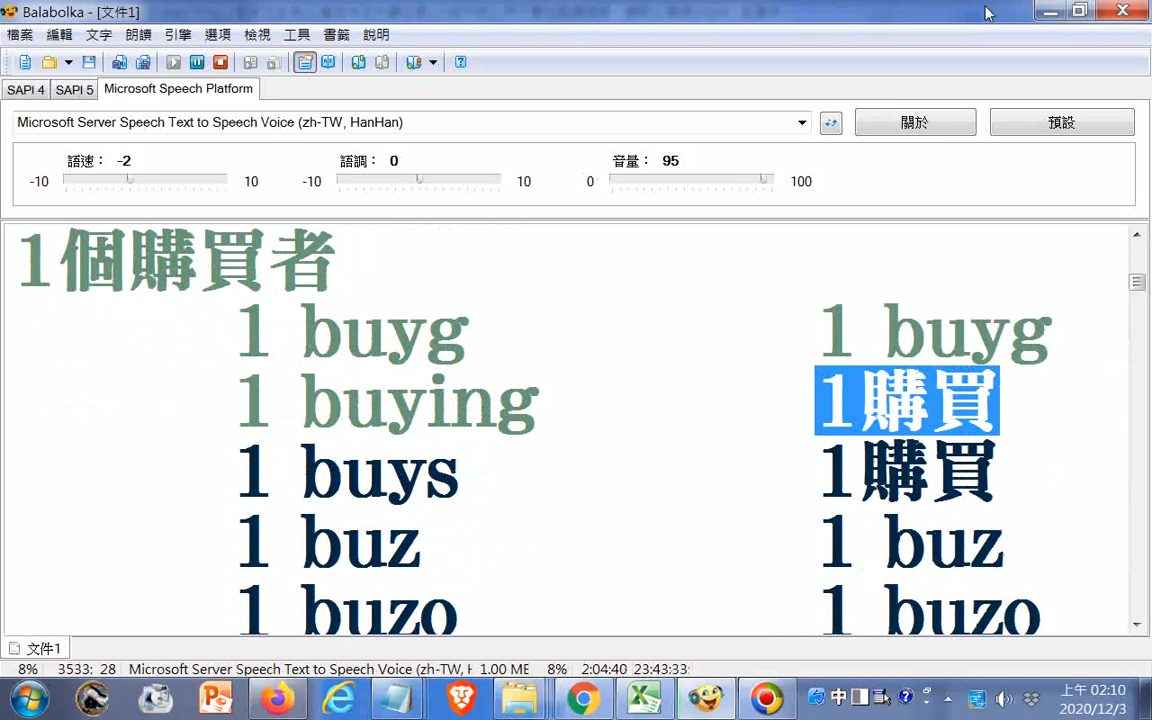 Balabolka - [文件1]
檔案 編輯 文字 朗讀 引擎 選項 檢視 工具 書籤 說明
SAPI 4 SAPI 5 Microsoft Speech Platform
Microsoft Server Speech Text to Speech Voice (zh-TW, HanHan) 關於 預設
語速： -2 語調： 0 音量： 95
-10 10 -10 10 0 100
1個購買者
1 buyg 1 buyg
1 buying 1購買
1 buys 1購買
1 buz 1 buz
1 buzo 1 buzo
文件1
8% 3533: 28 Microsoft Server Speech Text to Speech Voice (zh-TW, H 1.00 ME 8% 2:04:40 23:43:33
中 上午 02:10
2020/12/3